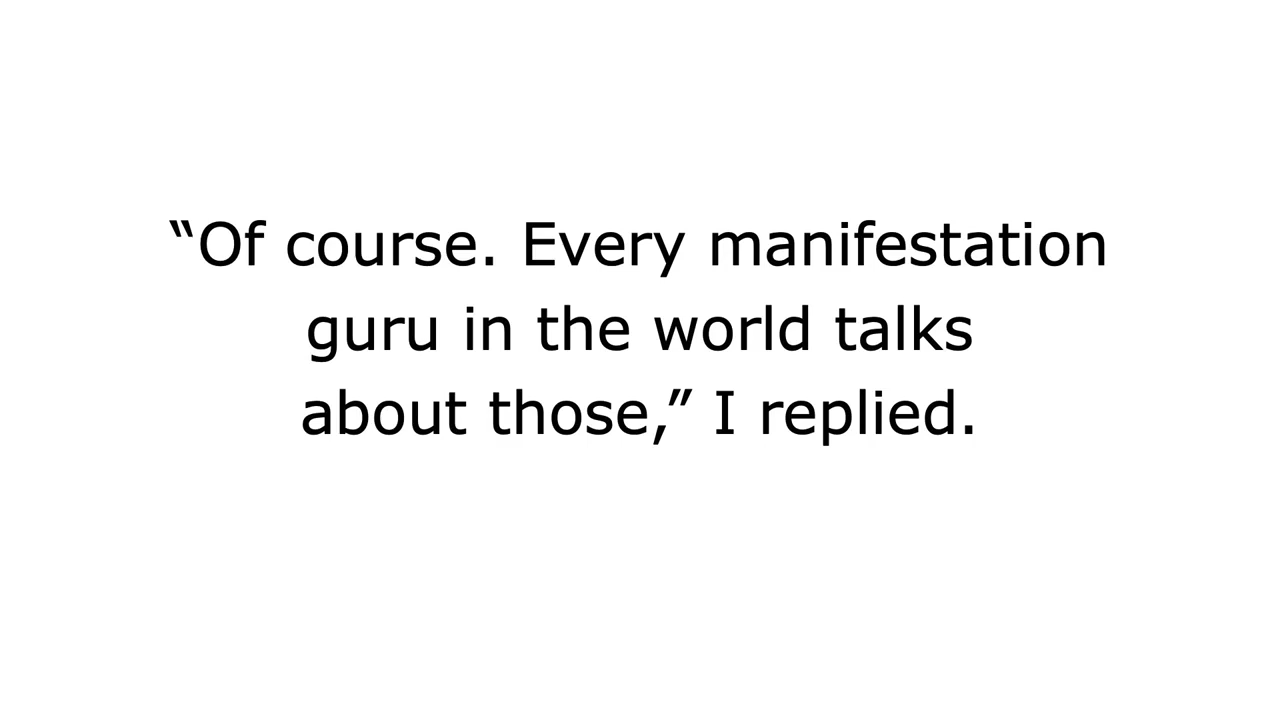 “Of course. Every manifestation
guru in the world talks
about those,” I replied.